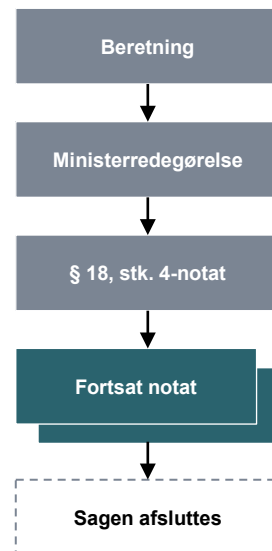 Beretning
Ministerredegørelse
§ 18, stk. 4-notat
Fortsat notat
Sagen afsluttes